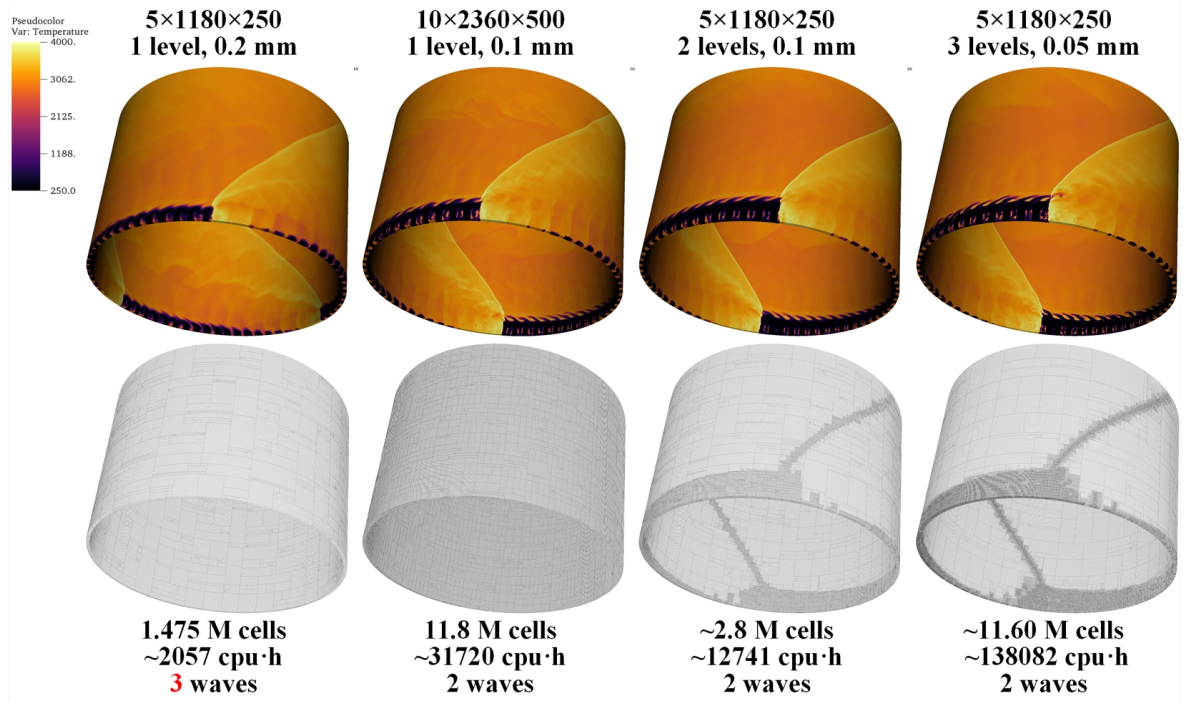 Pseudocolor
Var: Temperature
4000.
3062.
2125.
1188.
250.0
5×1180×250
1 level, 0.2 mm
10×2360×500
1 level, 0.1 mm
5×1180×250
2 levels, 0.1 mm
5×1180×250
3 levels, 0.05 mm
1.475 M cells
~2057 cpu·h
3 waves
11.8 M cells
~31720 cpu·h
2 waves
~2.8 M cells
~12741 cpu·h
2 waves
~11.60 M cells
~138082 cpu·h
2 waves